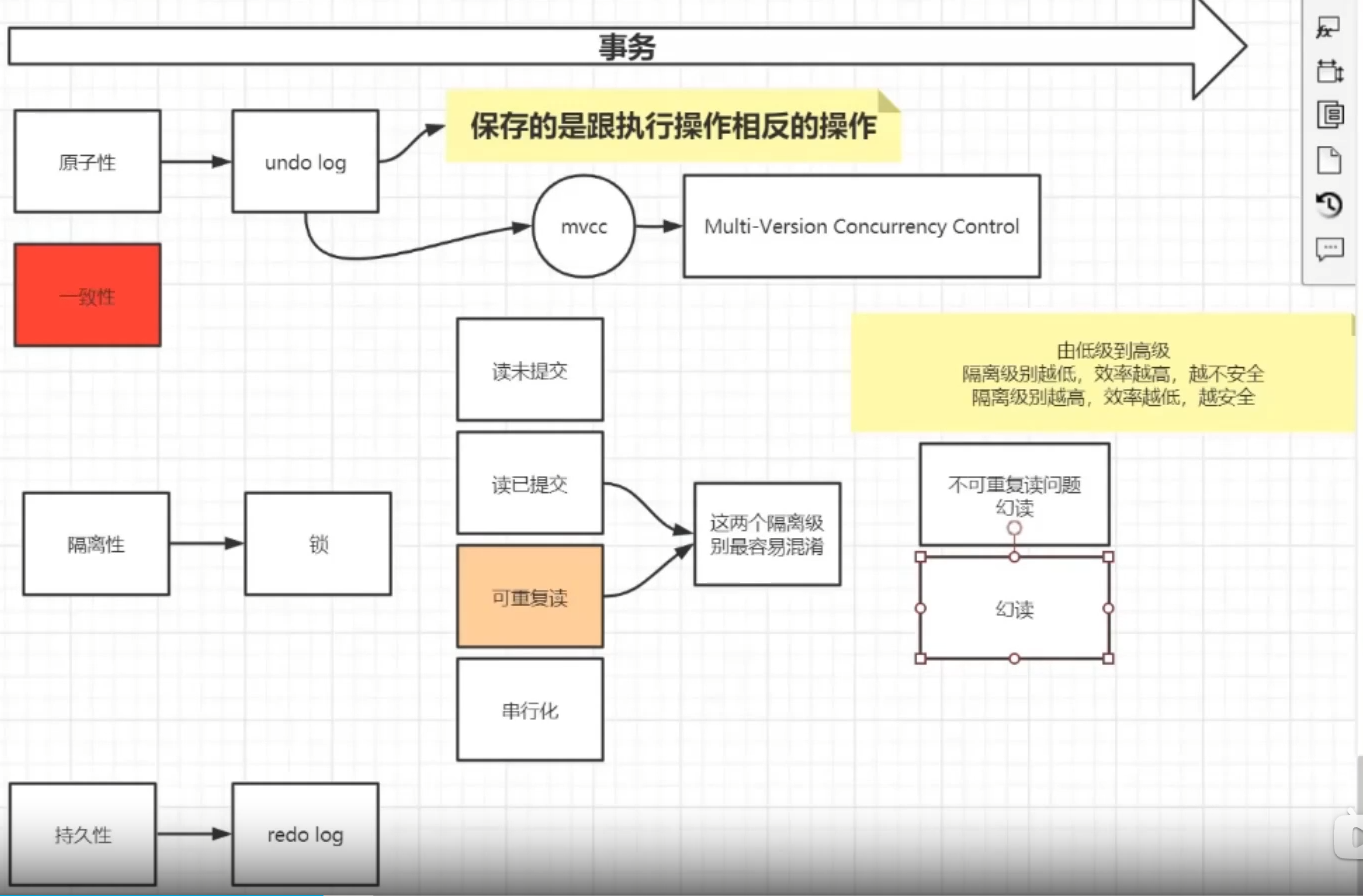 事务
原子性
undo log
保存的是跟执行操作相反的操作
mvcc
Multi-Version Concurrency Control
一致性
读未提交
由低级到高级
隔离级别越低，效率越高，越不安全
隔离级别越高，效率越低，越安全
读已提交
不可重复读问题
幻读
隔离性
锁
这两个隔离级
别最容易混淆
可重复读
幻读
串行化
持久性
redo log